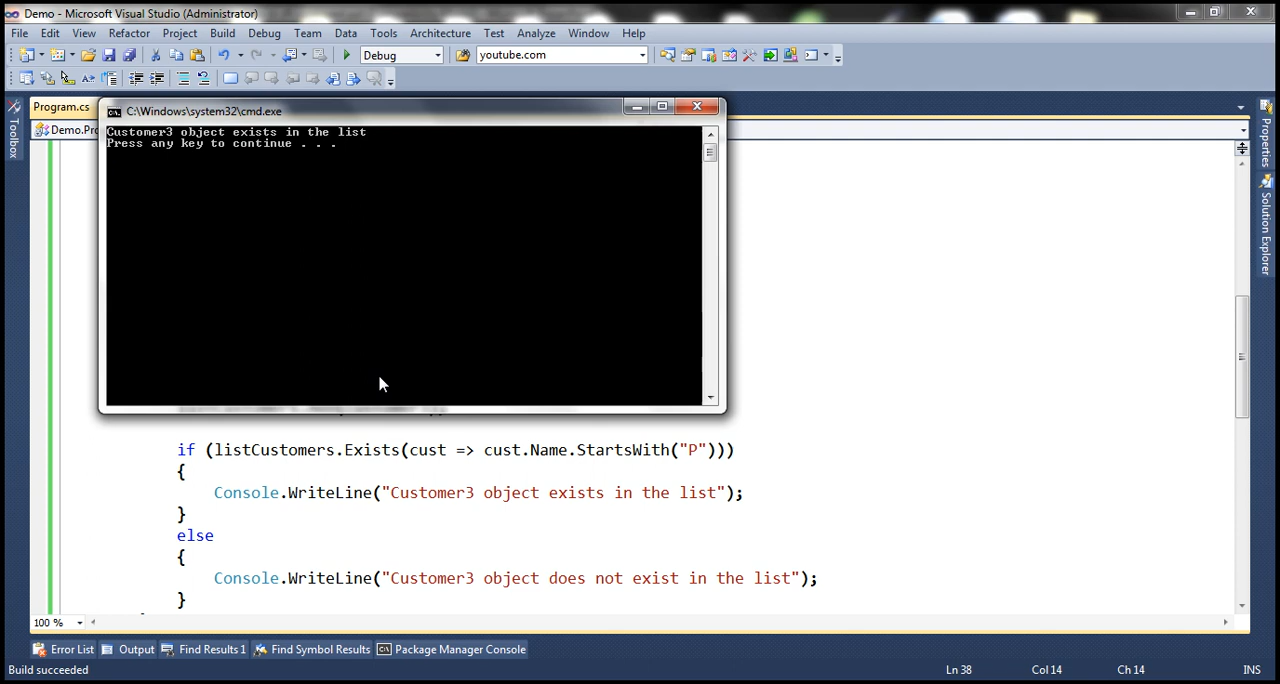 Demo - Microsoft Visual Studio (Administrator)
File Edit View Refactor Project Build Debug Team Data Tools Architecture Test Analyze Window Help
Debug youtube.com
Program.cs
C:\Windows\system32\cmd.exe
Demo.Pro
Toolbox
Properties
Solution Explorer
Customer3 object exists in the list
Press any key to continue . . .
if (listCustomers.Exists(cust => cust.Name.StartsWith("P")))
{
Console.WriteLine("Customer3 object exists in the list");
}
else
{
Console.WriteLine("Customer3 object does not exist in the list");
}
100 %
Error List Output Find Results 1 Find Symbol Results Package Manager Console
Build succeeded Ln 38 Col 14 Ch 14 INS